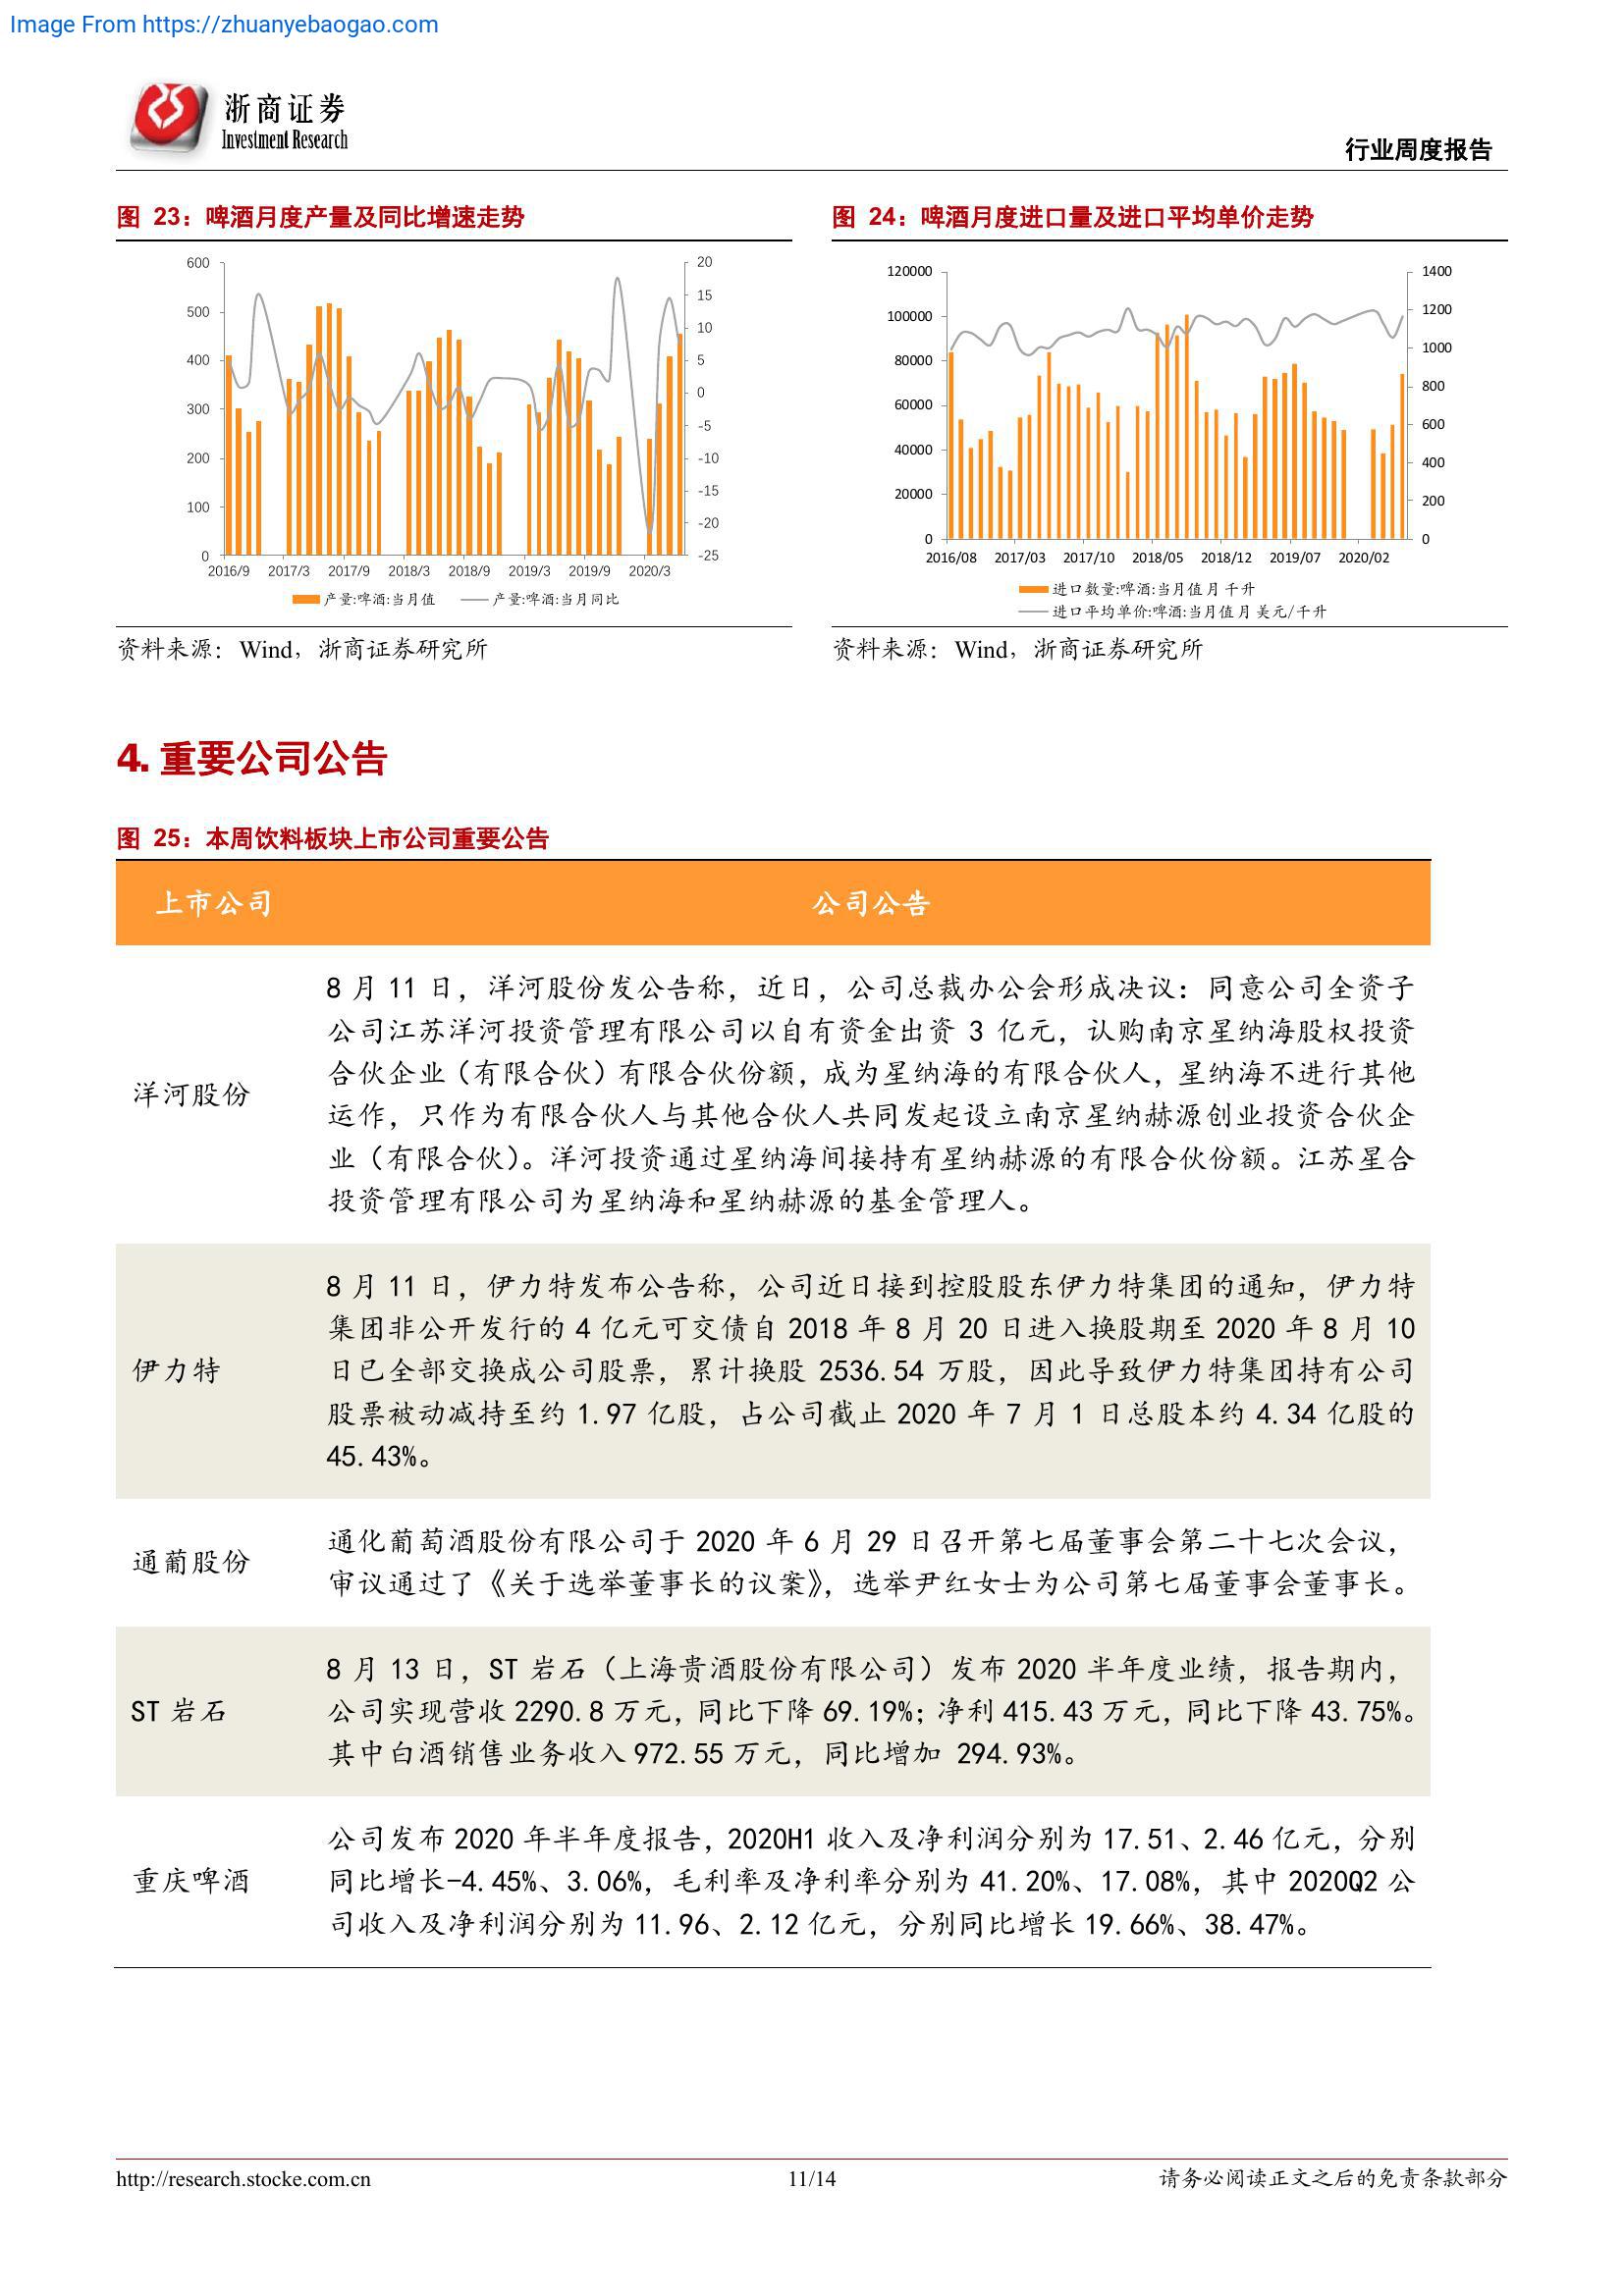 Image From https://zhuanyebaogao.com
浙商证券
Investment Research
行业周度报告
图 23：啤酒月度产量及同比增速走势
600
500
400
300
200
100
0
20
15
10
5
0
-5
-10
-15
-20
-25
2016/9 2017/3 2017/9 2018/3 2018/9 2019/3 2019/9 2020/3
产量:啤酒:当月值 产量:啤酒:当月同比
资料来源：Wind，浙商证券研究所
图 24：啤酒月度进口量及进口平均单价走势
120000
100000
80000
60000
40000
20000
0
1400
1200
1000
800
600
400
200
0
2016/08 2017/03 2017/10 2018/05 2018/12 2019/07 2020/02
进口数量:啤酒:当月值 月 千升
进口平均单价:啤酒:当月值 月 美元/千升
资料来源：Wind，浙商证券研究所
4. 重要公司公告
图 25：本周饮料板块上市公司重要公告
上市公司 公司公告
洋河股份
8 月 11 日，洋河股份发公告称，近日，公司总裁办公会形成决议：同意公司全资子
公司江苏洋河投资管理有限公司以自有资金出资 3 亿元，认购南京星纳海股权投资
合伙企业（有限合伙）有限合伙份额，成为星纳海的有限合伙人，星纳海不进行其他
运作，只作为有限合伙人与其他合伙人共同发起设立南京星纳赫源创业投资合伙企
业（有限合伙）。洋河投资通过星纳海间接持有星纳赫源的有限合伙份额。江苏星合
投资管理有限公司为星纳海和星纳赫源的基金管理人。
伊力特
8 月 11 日，伊力特发布公告称，公司近日接到控股股东伊力特集团的通知，伊力特
集团非公开发行的 4 亿元可交债自 2018 年 8 月 20 日进入换股期至 2020 年 8 月 10
日已全部交换成公司股票，累计换股 2536.54 万股，因此导致伊力特集团持有公司
股票被动减持至约 1.97 亿股，占公司截止 2020 年 7 月 1 日总股本约 4.34 亿股的
45.43%。
通葡股份
通化葡萄酒股份有限公司于 2020 年 6 月 29 日召开第七届董事会第二十七次会议，
审议通过了《关于选举董事长的议案》，选举尹红女士为公司第七届董事会董事长。
ST 岩石
8 月 13 日，ST 岩石（上海贵酒股份有限公司）发布 2020 半年度业绩，报告期内，
公司实现营收 2290.8 万元，同比下降 69.19%；净利 415.43 万元，同比下降 43.75%。
其中白酒销售业务收入 972.55 万元，同比增加 294.93%。
重庆啤酒
公司发布 2020 年半年度报告，2020H1 收入及净利润分别为 17.51、2.46 亿元，分别
同比增长-4.45%、3.06%，毛利率及净利率分别为 41.20%、17.08%，其中 2020Q2 公
司收入及净利润分别为 11.96、2.12 亿元，分别同比增长 19.66%、38.47%。
http://research.stocke.com.cn
11/14
请务必阅读正文之后的免责条款部分